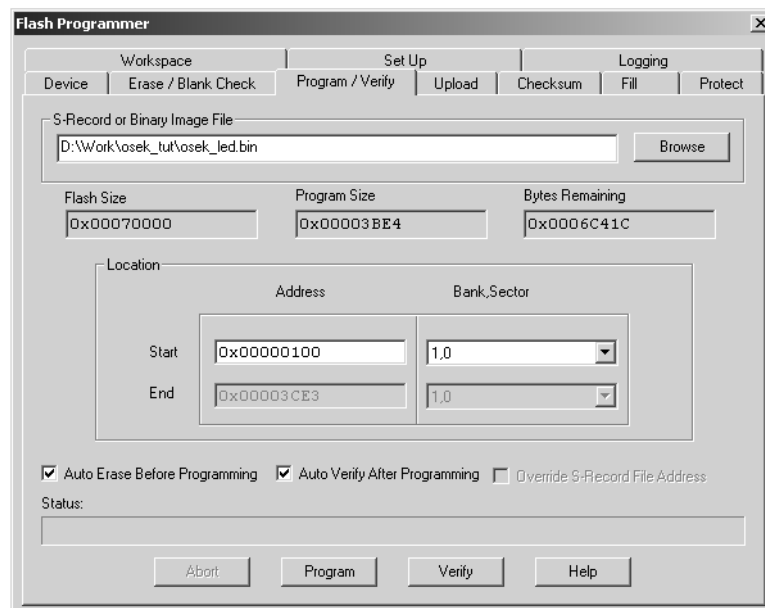 Flash Programmer
Workspace Set Up Logging
Device Erase / Blank Check Program / Verify Upload Checksum Fill Protect
S-Record or Binary Image File
D:\Work\osek_tut\osek_led.bin Browse
Flash Size Program Size Bytes Remaining
0x00070000 0x00003BE4 0x0006C41C
Location
Address Bank,Sector
Start 0x00000100 1,0
End 0x00003CE3 1,0
Auto Erase Before Programming Auto Verify After Programming Override S-Record File Address
Status:
Abort Program Verify Help